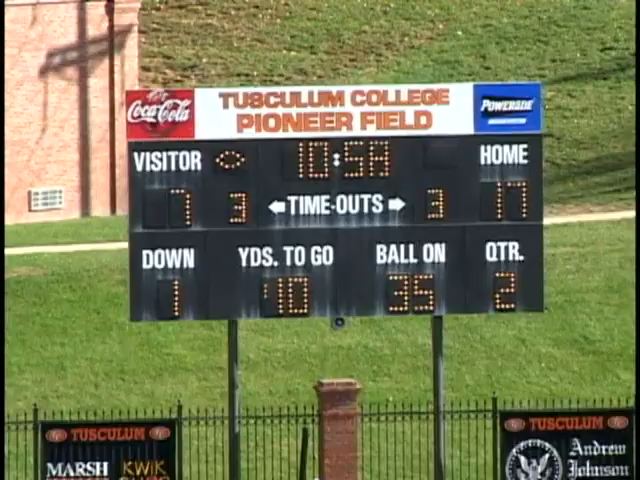 Coca-Cola
TUSCULUM COLLEGE
PIONEER FIELD
POWERADE
VISITOR
10:58
HOME
7
3
TIME-OUTS
3
17
DOWN
YDS. TO GO
BALL ON
QTR.
1
10
35
2
TUSCULUM
MARSH
KWIK
TUSCULUM
Andrew
Johnson